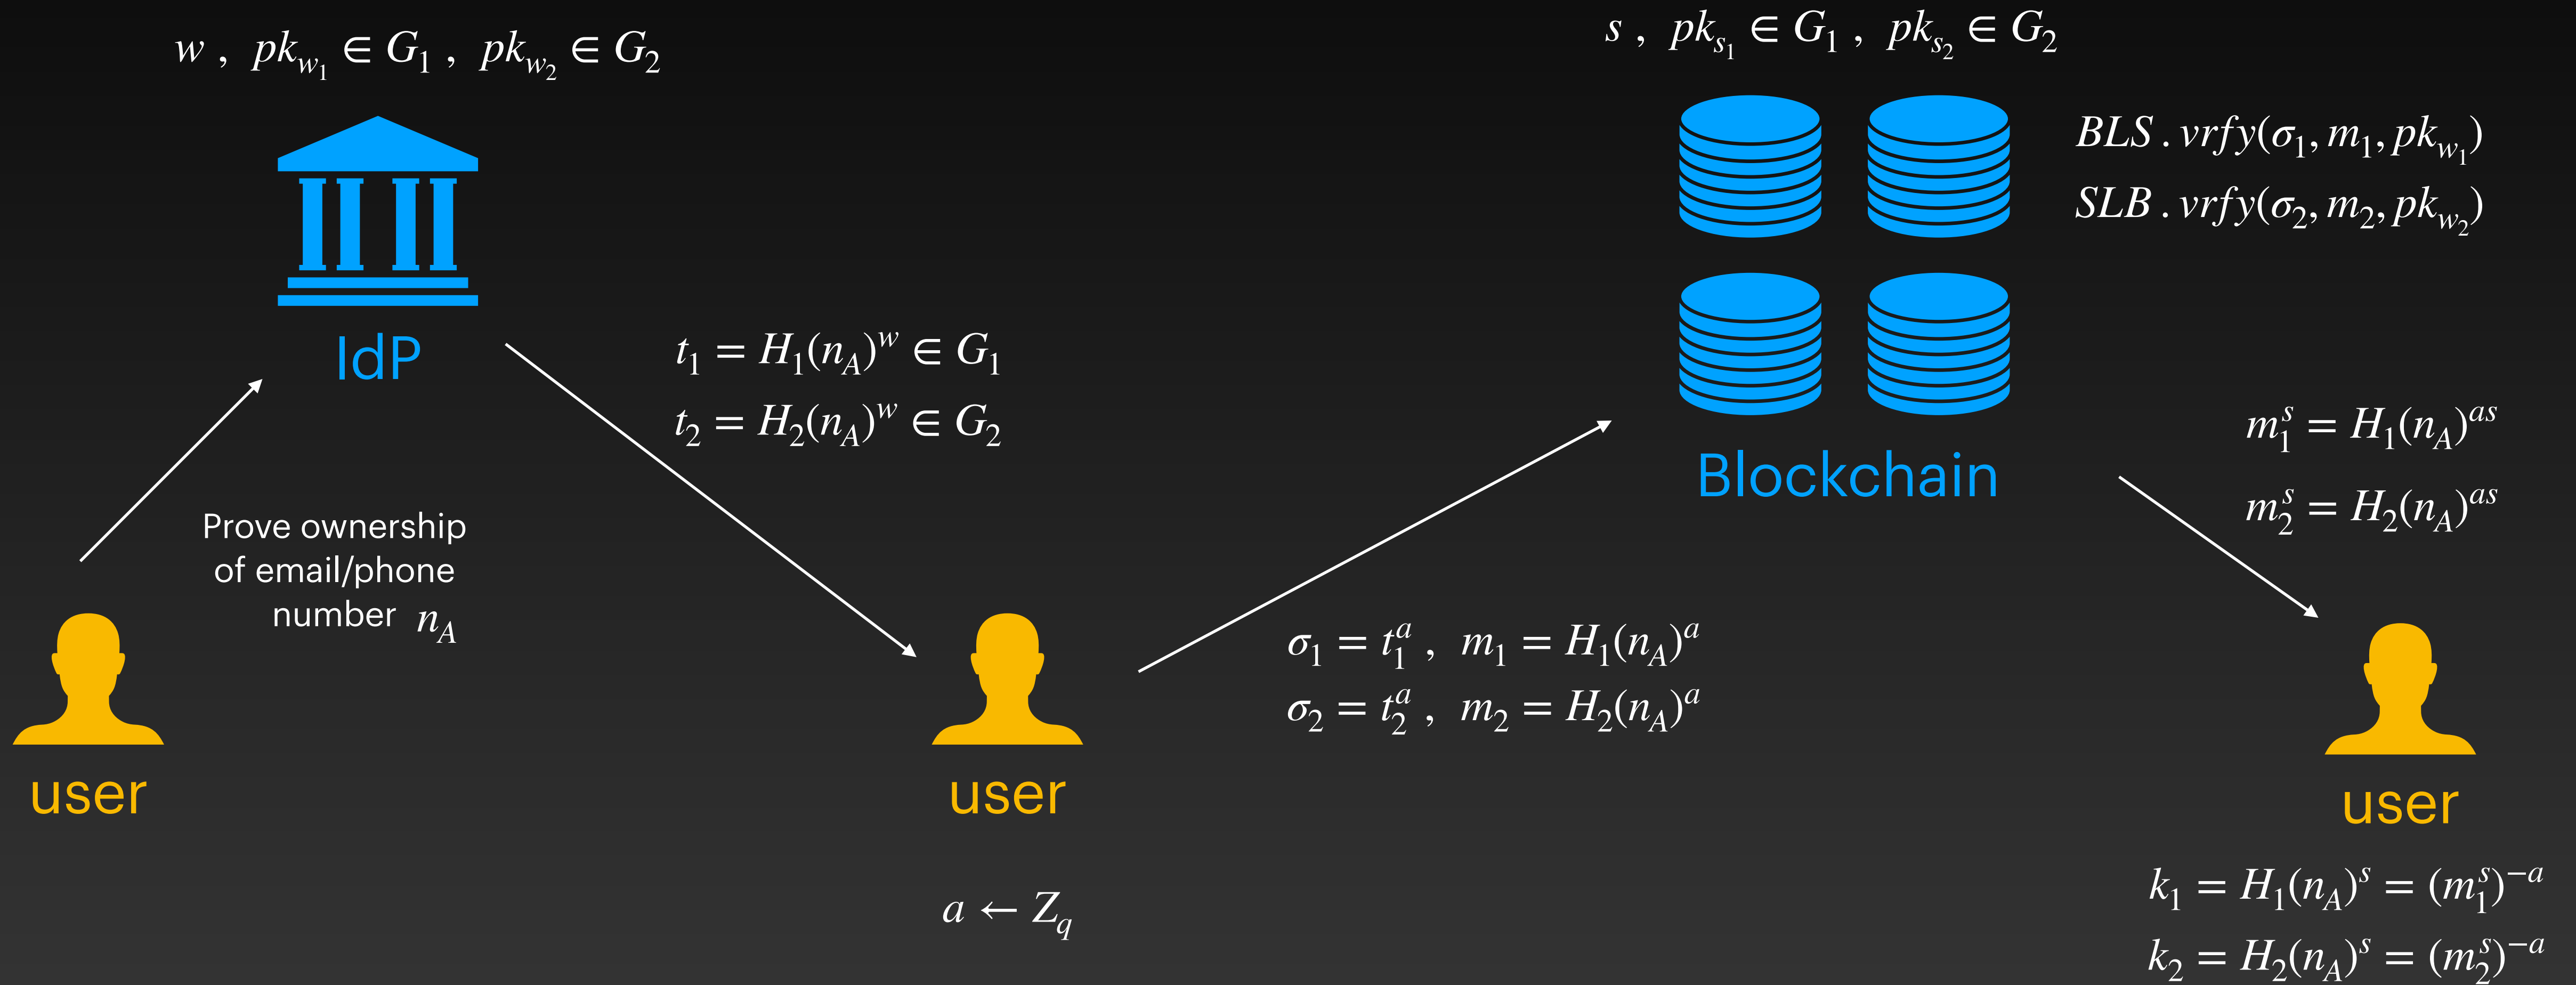 w , pk_{w_1} ∈ G_1 , pk_{w_2} ∈ G_2
IdP
Prove ownership
of email/phone
number n_A
user
t_1 = H_1(n_A)^w ∈ G_1
t_2 = H_2(n_A)^w ∈ G_2
user
a ← Z_q
σ_1 = t_1^a , m_1 = H_1(n_A)^a
σ_2 = t_2^a , m_2 = H_2(n_A)^a
s , pk_{s_1} ∈ G_1 , pk_{s_2} ∈ G_2
BLS . vrfy(σ_1, m_1, pk_{w_1})
SLB . vrfy(σ_2, m_2, pk_{w_2})
Blockchain
m_1^s = H_1(n_A)^{as}
m_2^s = H_2(n_A)^{as}
user
k_1 = H_1(n_A)^s = (m_1^s)^{-a}
k_2 = H_2(n_A)^s = (m_2^s)^{-a}